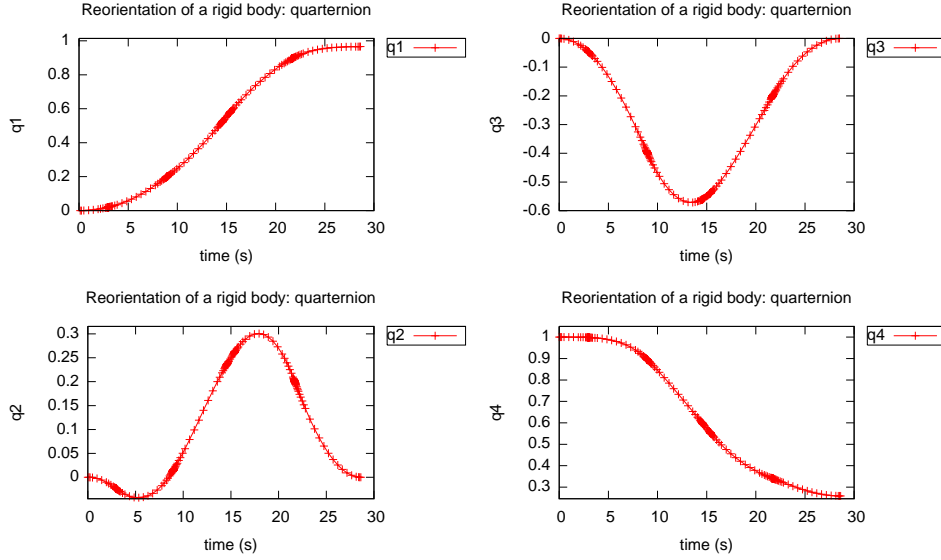 Reorientation of a rigid body: quarternion
q1
1
0.8
0.6
0.4
0.2
0
0 5 10 15 20 25 30
time (s)
q1
Reorientation of a rigid body: quarternion
q3
0
-0.1
-0.2
-0.3
-0.4
-0.5
-0.6
0 5 10 15 20 25 30
time (s)
q3
Reorientation of a rigid body: quarternion
q2
0.3
0.25
0.2
0.15
0.1
0.05
0
0 5 10 15 20 25 30
time (s)
q2
Reorientation of a rigid body: quarternion
q4
1
0.9
0.8
0.7
0.6
0.5
0.4
0.3
0 5 10 15 20 25 30
time (s)
q4